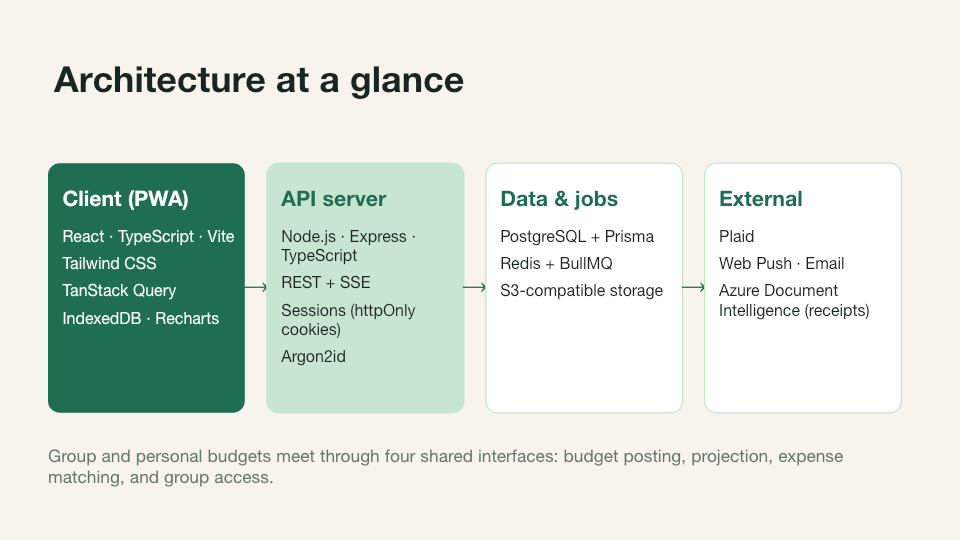 Architecture at a glance
Client (PWA)
React · TypeScript · Vite
Tailwind CSS
TanStack Query
IndexedDB · Recharts
API server
Node.js · Express ·
TypeScript
REST + SSE
Sessions (httpOnly
cookies)
Argon2id
Data & jobs
PostgreSQL + Prisma
Redis + BullMQ
S3-compatible storage
External
Plaid
Web Push · Email
Azure Document
Intelligence (receipts)
Group and personal budgets meet through four shared interfaces: budget posting, projection, expense
matching, and group access.